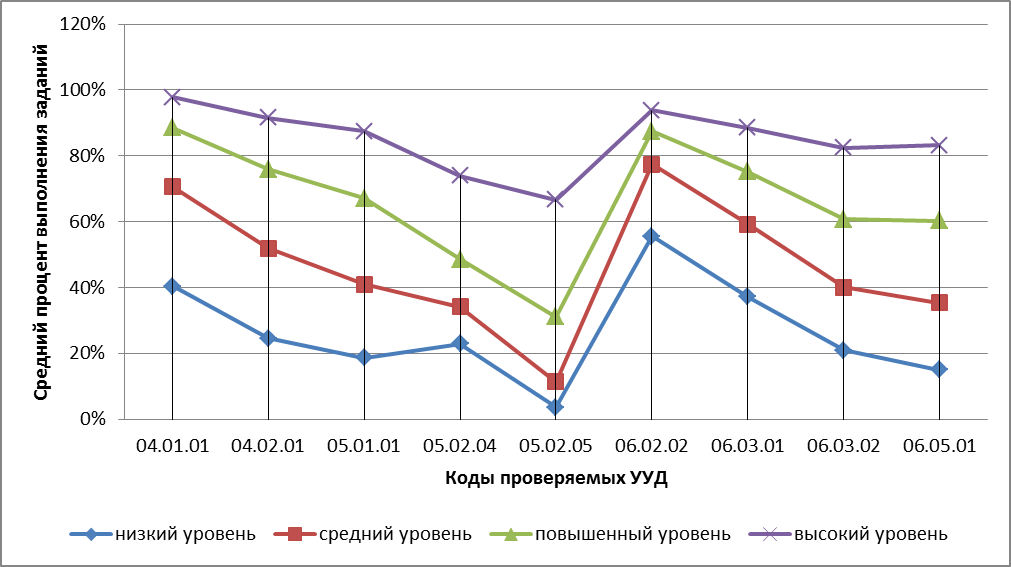 Средний процент выполнения заданий
120%
100%
80%
60%
40%
20%
0%
04.01.01 04.02.01 05.01.01 05.02.04 05.02.05 06.02.02 06.03.01 06.03.02 06.05.01
Коды проверяемых УУД
низкий уровень средний уровень повышенный уровень высокий уровень